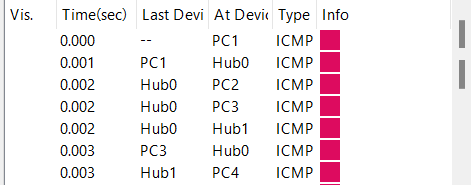 Vis. Time(sec) Last Devi At Devic Type Info
0.000 -- PC1 ICMP
0.001 PC1 Hub0 ICMP
0.002 Hub0 PC2 ICMP
0.002 Hub0 PC3 ICMP
0.002 Hub0 Hub1 ICMP
0.003 PC3 Hub0 ICMP
0.003 Hub1 PC4 ICMP